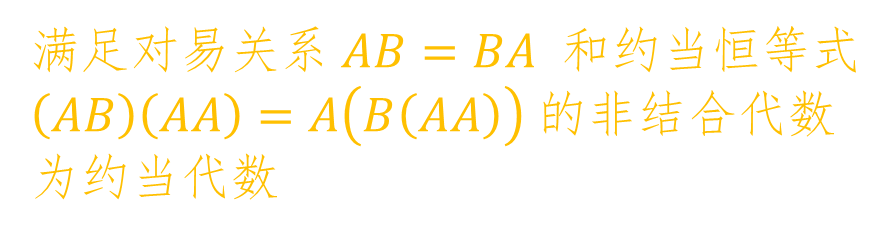 满足对易关系 𝐴𝐵 = 𝐵𝐴 和约当恒等式
(𝐴𝐵)(𝐴𝐴) = 𝐴(𝐵(𝐴𝐴)) 的非结合代数
为约当代数